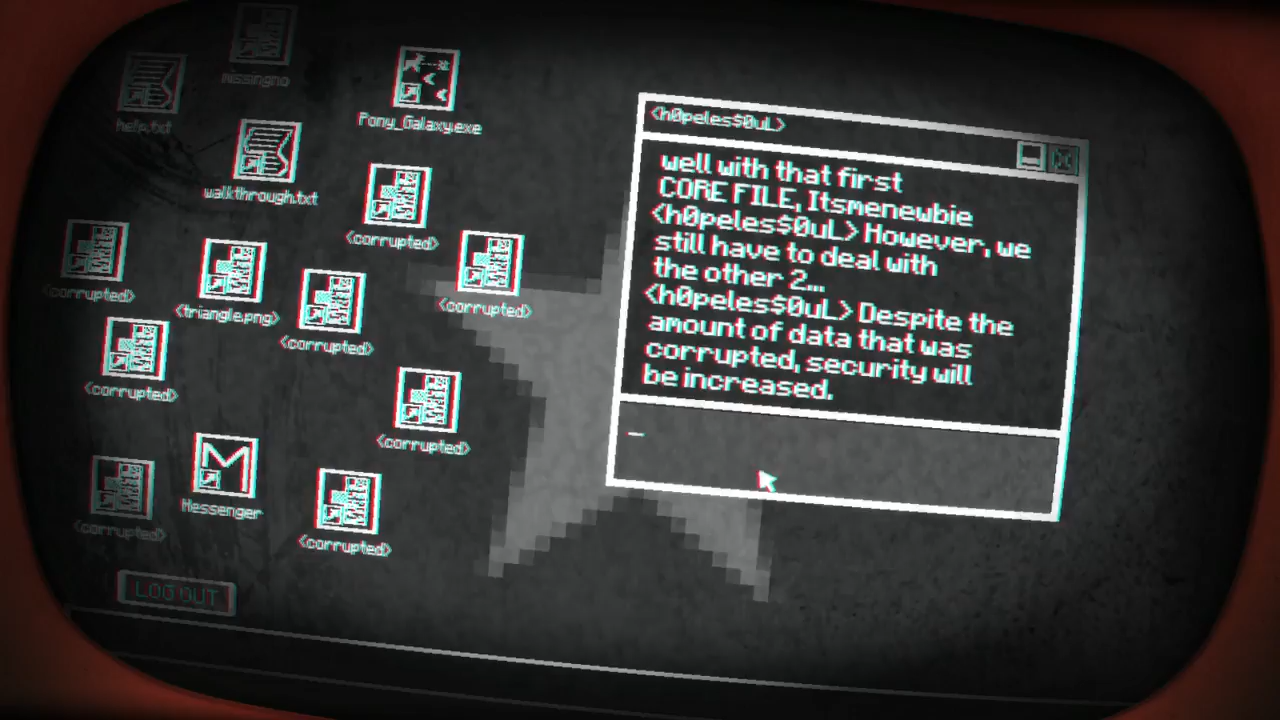 missingno
help.txt
Pony_Galaxy.exe
walkthrough.txt
<corrupted>
<corrupted>
<corrupted>
<triangle.png>
<corrupted>
<corrupted>
<corrupted>
Messenger
<corrupted>
<corrupted>
LOG OUT
<h0peles$0uL>
well with that first
CORE FILE, Itsmenewbie
<h0peles$0uL> However, we
still have to deal with
the other 2...
<h0peles$0uL> Despite the
amount of data that was
corrupted, security will
be increased.